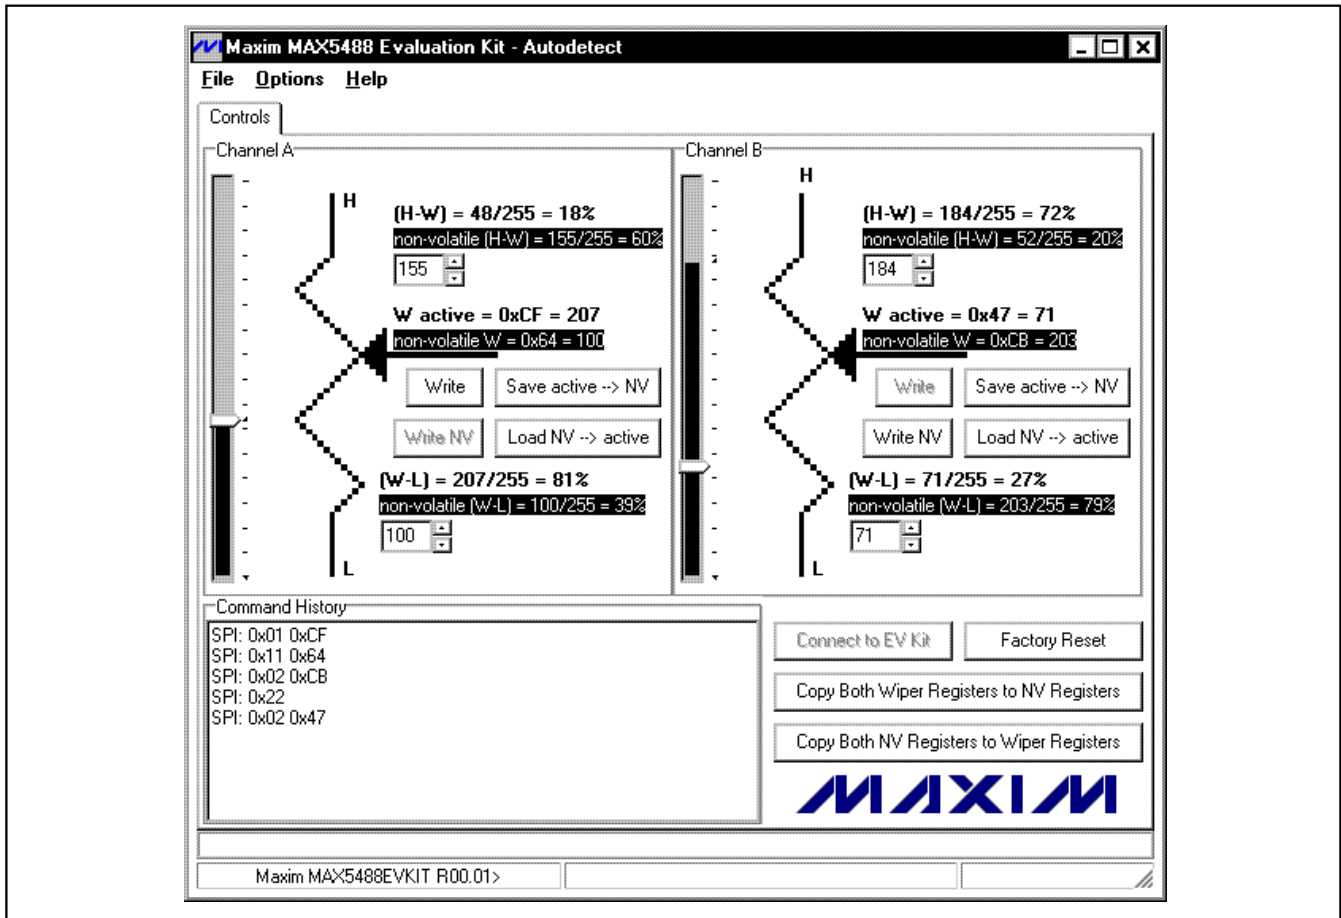 Maxim MAX5488 Evaluation Kit - Autodetect
File Options Help
Controls
Channel A
H
(H-W) = 48/255 = 18%
non-volatile (H-W) = 155/255 = 60%
155
W active = 0xCF = 207
non-volatile W = 0x64 = 100
Write Save active --> NV
Write NV Load NV --> active
(W-L) = 207/255 = 81%
non-volatile (W-L) = 100/255 = 39%
100
L
Channel B
H
(H-W) = 184/255 = 72%
non-volatile (H-W) = 52/255 = 20%
184
W active = 0x47 = 71
non-volatile W = 0xCB = 203
Write Save active --> NV
Write NV Load NV --> active
(W-L) = 71/255 = 27%
non-volatile (W-L) = 203/255 = 79%
71
L
Command History
SPI: 0x01 0xCF
SPI: 0x11 0x64
SPI: 0x02 0xCB
SPI: 0x22
SPI: 0x02 0x47
Connect to EV Kit Factory Reset
Copy Both Wiper Registers to NV Registers
Copy Both NV Registers to Wiper Registers
MAXIM
Maxim MAX5488EVKIT R00.01>